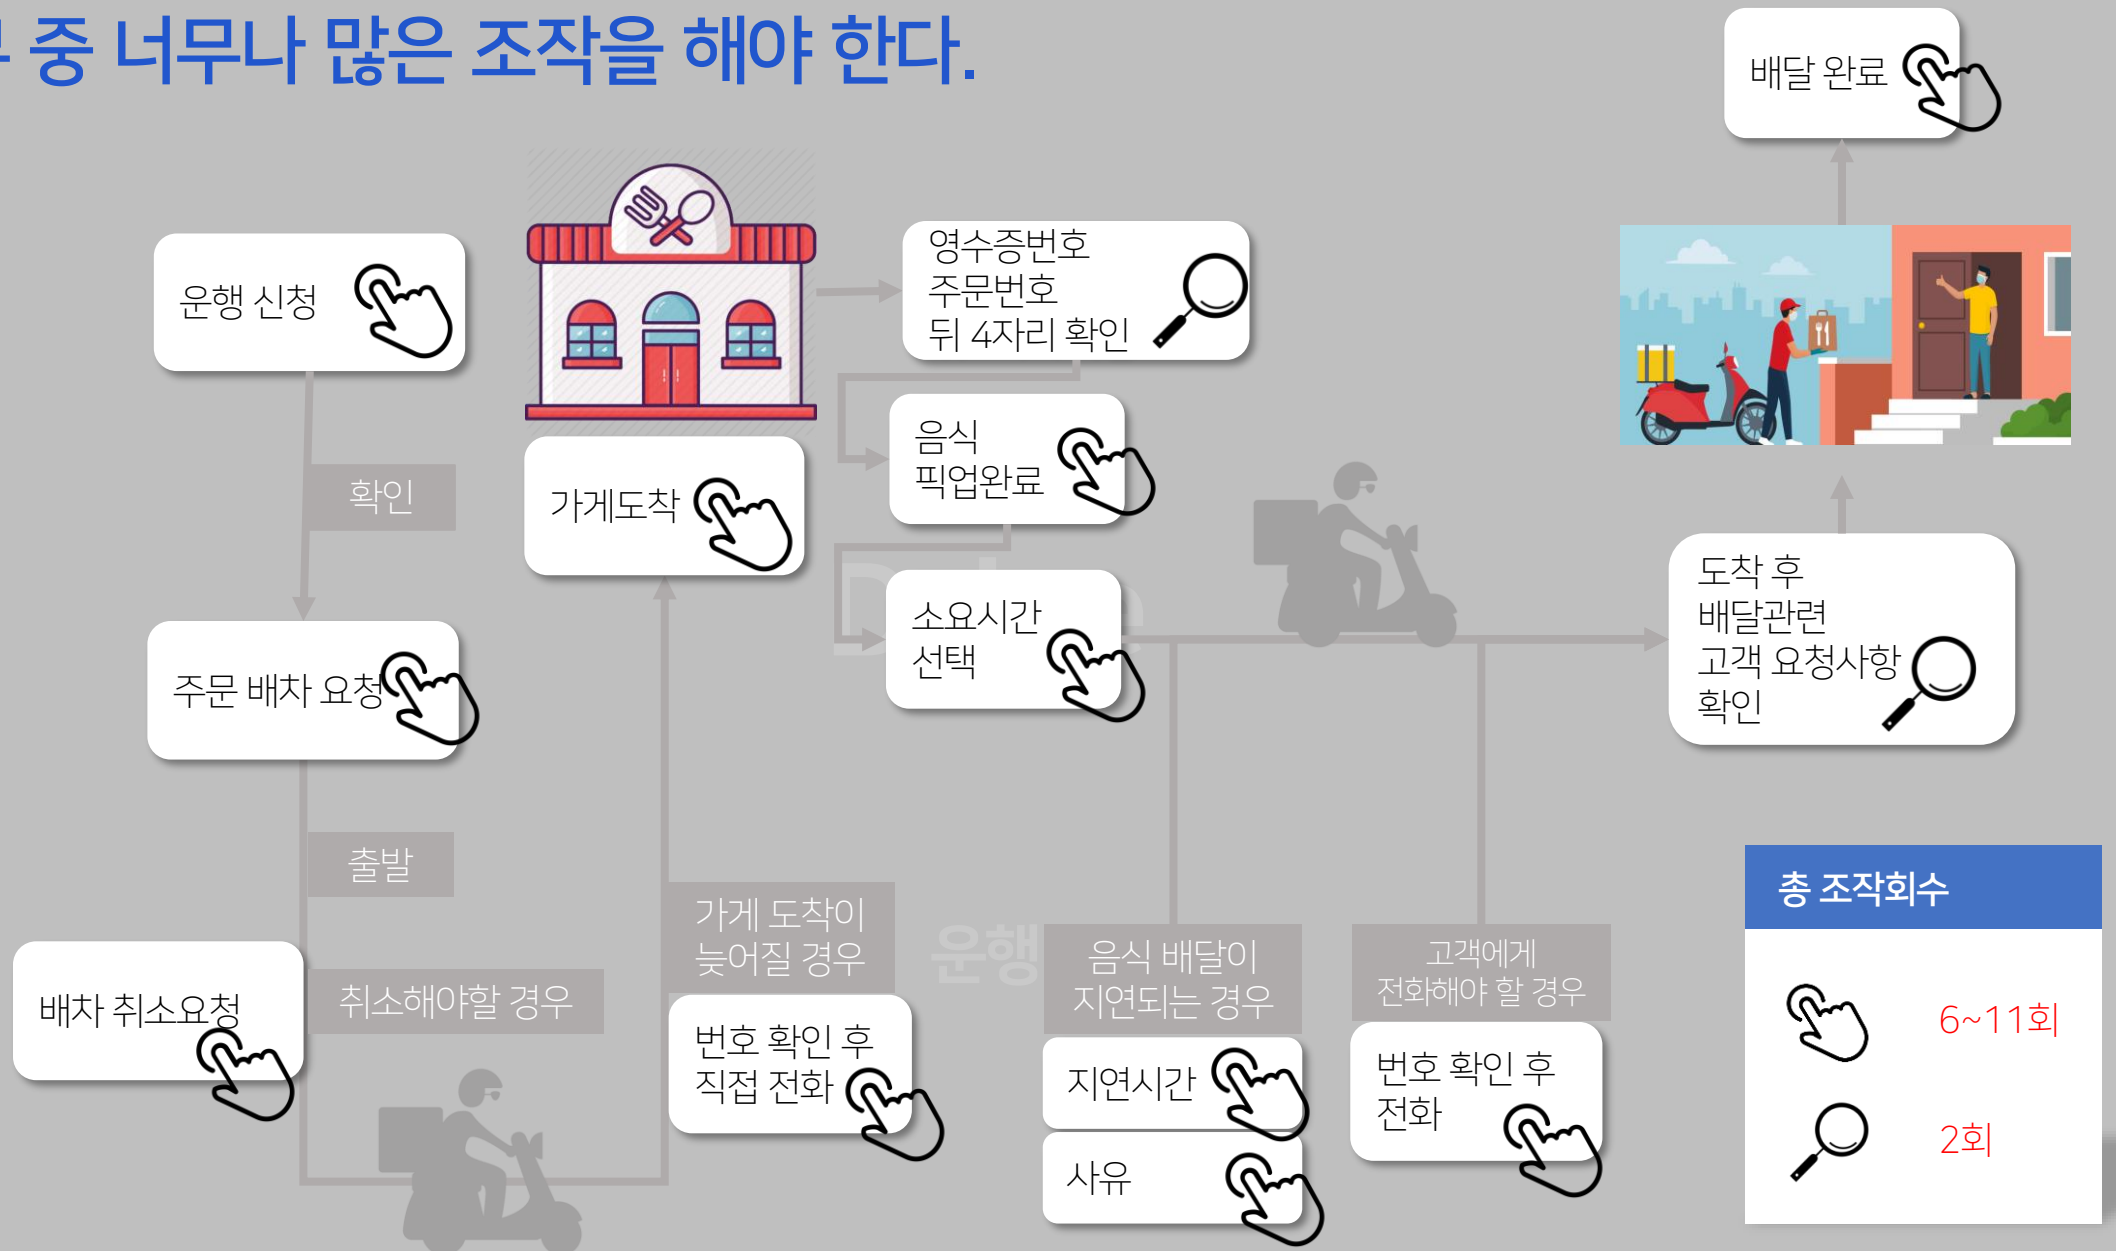 중 너무나 많은 조작을 해야 한다.
배달 완료
운행 신청
영수증번호
주문번호
뒤 4자리 확인
확인
가게도착
음식
픽업완료
주문 배차 요청
소요시간
선택
도착 후
배달관련
고객 요청사항
확인
출발
배차 취소요청
취소해야할 경우
가게 도착이
늦어질 경우
번호 확인 후
직접 전화
운행
음식 배달이
지연되는 경우
지연시간
사유
고객에게
전화해야 할 경우
번호 확인 후
전화
총 조작회수
6~11회
2회